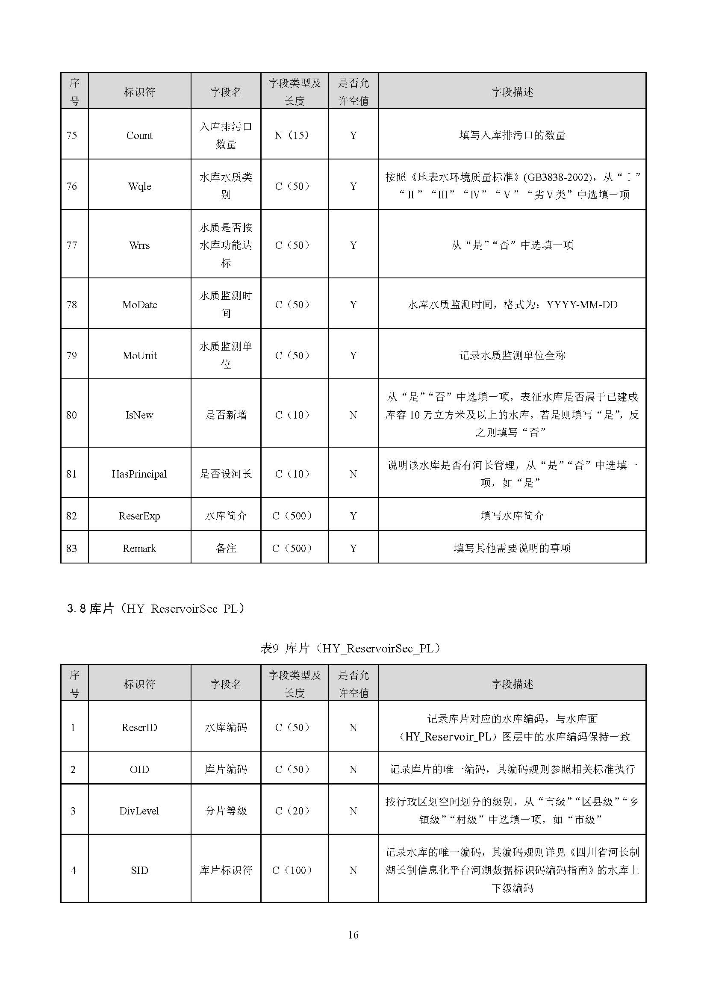 序号 标识符 字段名 字段类型及长度 是否允许空值 字段描述
75 Count 入库排污口数量 N（15） Y 填写入库排污口的数量
76 Wqle 水库水质类别 C（50） Y 按照《地表水环境质量标准》(GB3838-2002)，从“Ⅰ”“Ⅱ”“Ⅲ”“Ⅳ”“Ⅴ”“劣Ⅴ类”中选填一项
77 Wrrs 水质是否按水库功能达标 C（50） Y 从“是”“否”中选填一项
78 MoDate 水质监测时间 C（50） Y 水库水质监测时间，格式为：YYYY-MM-DD
79 MoUnit 水质监测单位 C（50） Y 记录水质监测单位全称
80 IsNew 是否新增 C（10） N 从“是”“否”中选填一项，表征水库是否属于已建成库容 10 万立方米及以上的水库，若是则填写“是”，反之则填写“否”
81 HasPrincipal 是否设河长 C（10） N 说明该水库是否有河长管理，从“是”“否”中选填一项，如“是”
82 ReserExp 水库简介 C（500） Y 填写水库简介
83 Remark 备注 C（500） Y 填写其他需要说明的事项
3.8 库片（HY_ReservoirSec_PL）
表9 库片（HY_ReservoirSec_PL）
序号 标识符 字段名 字段类型及长度 是否允许空值 字段描述
1 ReserID 水库编码 C（50） N 记录库片对应的水库编码，与水库面（HY_Reservoir_PL）图层中的水库编码保持一致
2 OID 库片编码 C（50） N 记录库片的唯一编码，其编码规则参照相关标准执行
3 DivLevel 分片等级 C（20） N 按行政区划空间划分的级别，从“市级”“区县级”“乡镇级”“村级”中选填一项，如“市级”
4 SID 库片标识符 C（100） N 记录水库的唯一编码，其编码规则详见《四川省河长制湖长制信息化平台河湖数据标识码编码指南》的水库上下级编码
16